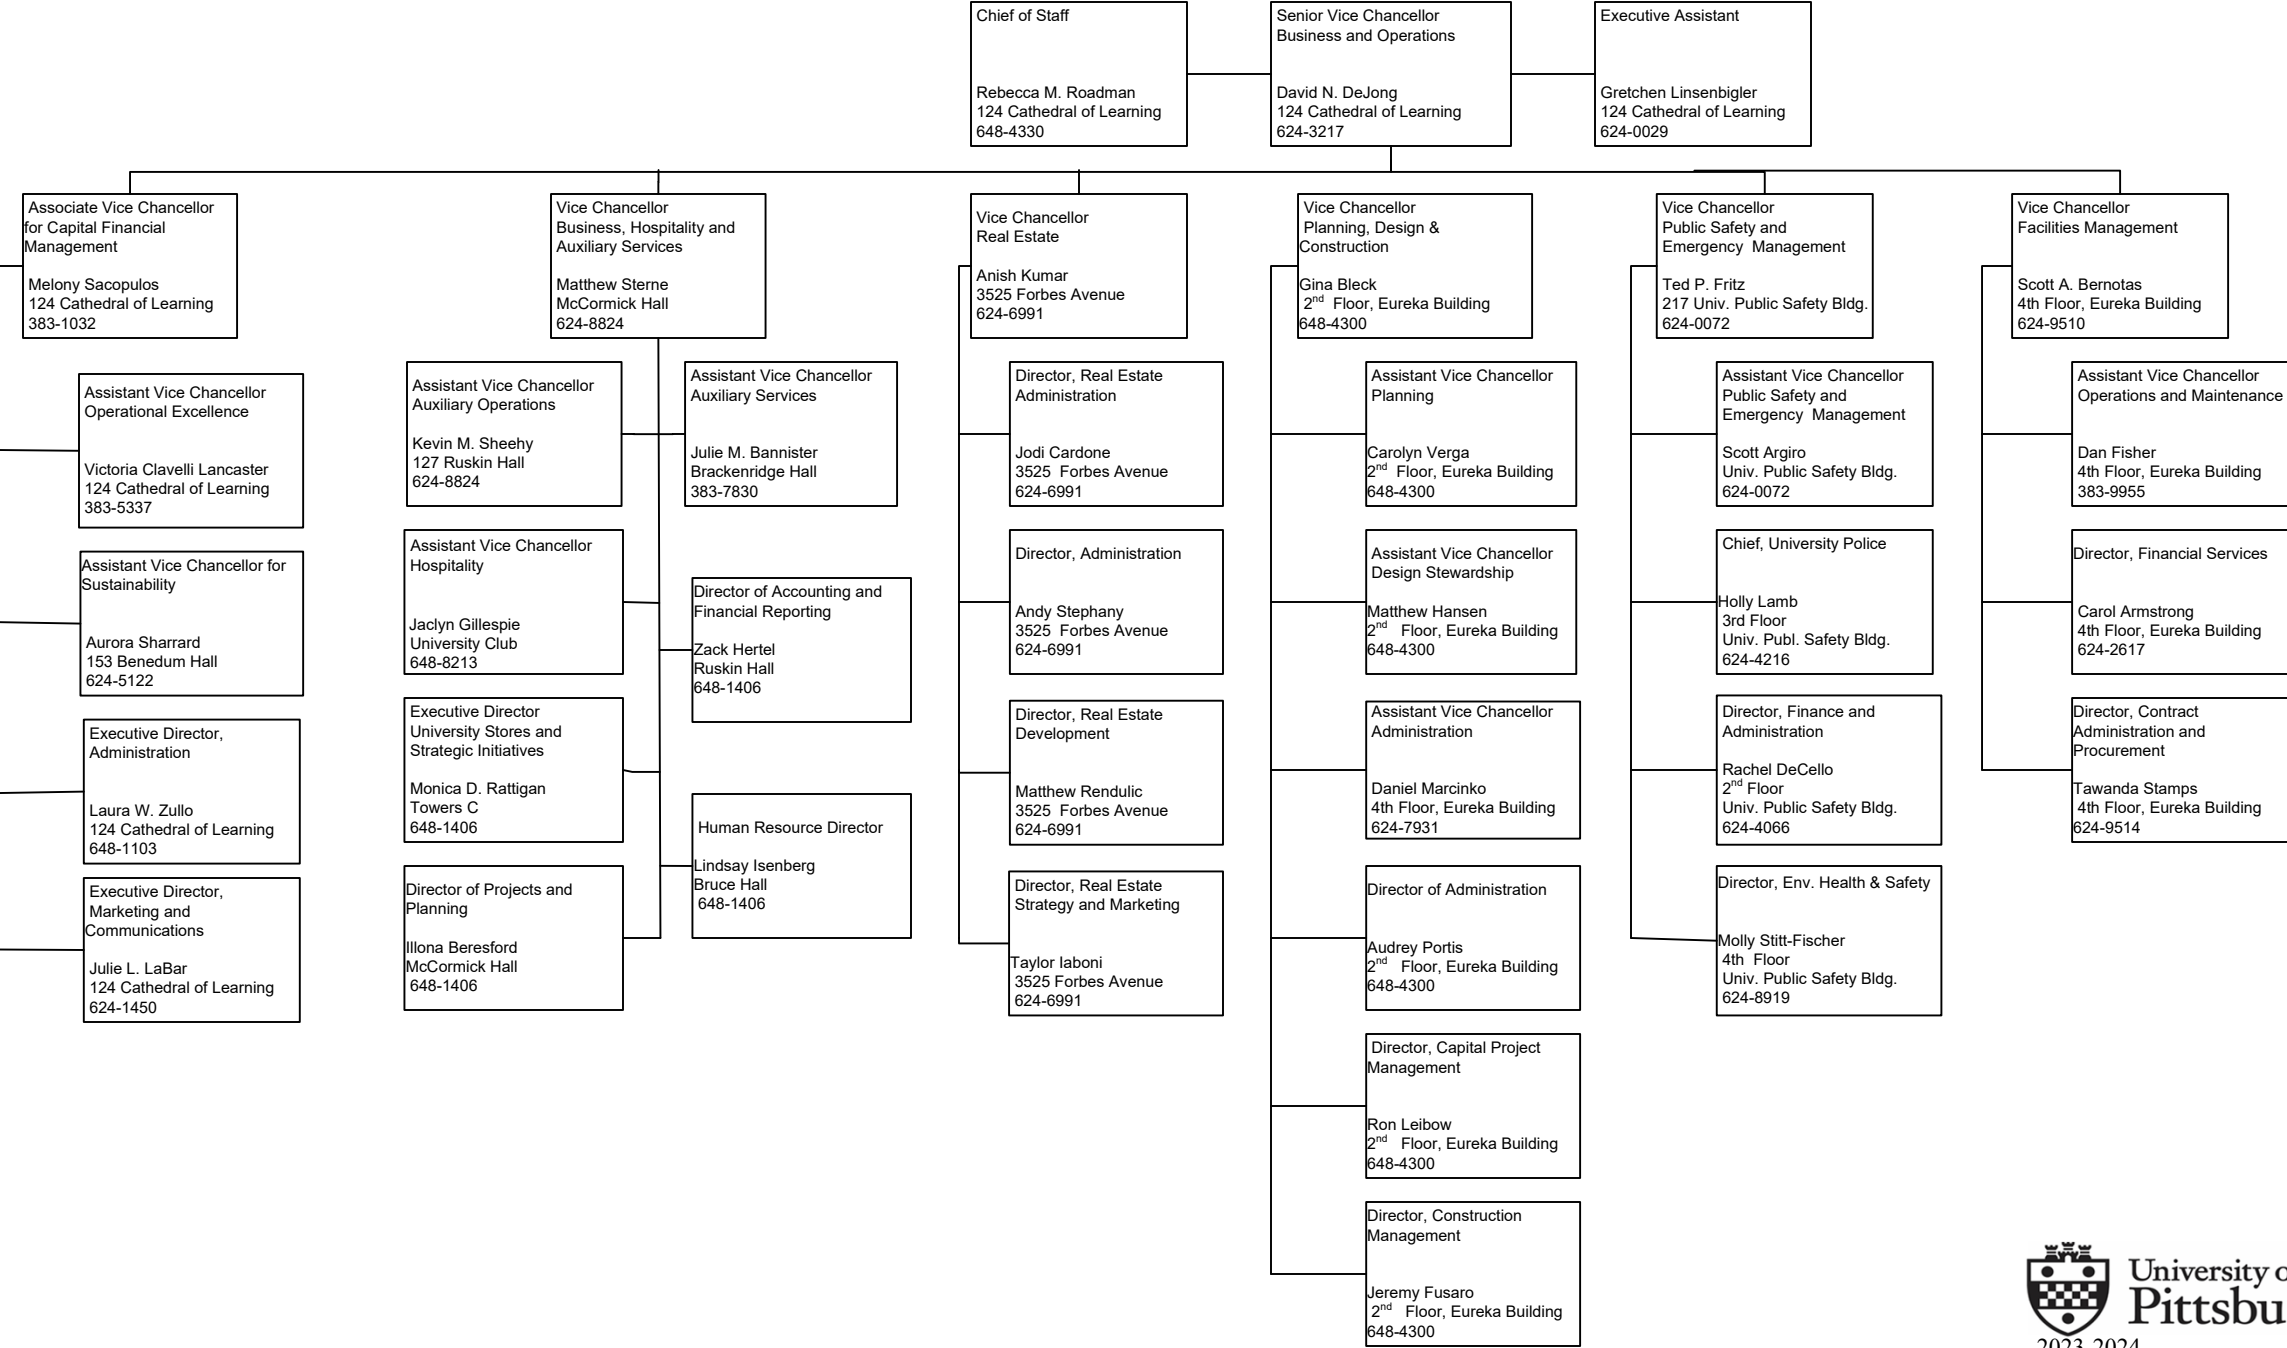 Chief of Staff
Rebecca M. Roadman
124 Cathedral of Learning
648-4330
Senior Vice Chancellor
Business and Operations
David N. DeJong
124 Cathedral of Learning
624-3217
Executive Assistant
Gretchen Linsenbigler
124 Cathedral of Learning
624-0029
Associate Vice Chancellor
for Capital Financial
Management
Melony Sacopulos
124 Cathedral of Learning
383-1032
Assistant Vice Chancellor
Operational Excellence
Victoria Clavelli Lancaster
124 Cathedral of Learning
383-5337
Assistant Vice Chancellor for
Sustainability
Aurora Sharrard
153 Benedum Hall
624-5122
Executive Director,
Administration
Laura W. Zullo
124 Cathedral of Learning
648-1103
Executive Director,
Marketing and
Communications
Julie L. LaBar
124 Cathedral of Learning
624-1450
Vice Chancellor
Business, Hospitality and
Auxiliary Services
Matthew Sterne
McCormick Hall
624-8824
Assistant Vice Chancellor
Auxiliary Operations
Kevin M. Sheehy
127 Ruskin Hall
624-8824
Assistant Vice Chancellor
Auxiliary Services
Julie M. Bannister
Brackenridge Hall
383-7830
Assistant Vice Chancellor
Hospitality
Jaclyn Gillespie
University Club
648-8213
Director of Accounting and
Financial Reporting
Zack Hertel
Ruskin Hall
648-1406
Executive Director
University Stores and
Strategic Initiatives
Monica D. Rattigan
Towers C
648-1406
Human Resource Director
Lindsay Isenberg
Bruce Hall
648-1406
Director of Projects and
Planning
Illona Beresford
McCormick Hall
648-1406
Vice Chancellor
Real Estate
Anish Kumar
3525 Forbes Avenue
624-6991
Director, Real Estate
Administration
Jodi Cardone
3525 Forbes Avenue
624-6991
Director, Administration
Andy Stephany
3525 Forbes Avenue
624-6991
Director, Real Estate
Development
Matthew Rendulic
3525 Forbes Avenue
624-6991
Director, Real Estate
Strategy and Marketing
Taylor Iaboni
3525 Forbes Avenue
624-6991
Vice Chancellor
Planning, Design &
Construction
Gina Bleck
2nd Floor, Eureka Building
648-4300
Assistant Vice Chancellor
Planning
Carolyn Verga
2nd Floor, Eureka Building
648-4300
Assistant Vice Chancellor
Design Stewardship
Matthew Hansen
2nd Floor, Eureka Building
648-4300
Assistant Vice Chancellor
Administration
Daniel Marcinko
4th Floor, Eureka Building
624-7931
Director of Administration
Audrey Portis
2nd Floor, Eureka Building
648-4300
Director, Capital Project
Management
Ron Leibow
2nd Floor, Eureka Building
648-4300
Director, Construction
Management
Jeremy Fusaro
2nd Floor, Eureka Building
648-4300
Vice Chancellor
Public Safety and
Emergency Management
Ted P. Fritz
217 Univ. Public Safety Bldg.
624-0072
Assistant Vice Chancellor
Public Safety and
Emergency Management
Scott Argiro
Univ. Public Safety Bldg.
624-0072
Chief, University Police
Holly Lamb
3rd Floor
Univ. Publ. Safety Bldg.
624-4216
Director, Finance and
Administration
Rachel DeCello
2nd Floor
Univ. Public Safety Bldg.
624-4066
Director, Env. Health & Safety
Molly Stitt-Fischer
4th Floor
Univ. Public Safety Bldg.
624-8919
Vice Chancellor
Facilities Management
Scott A. Bernotas
4th Floor, Eureka Building
624-9510
Assistant Vice Chancellor
Operations and Maintenance
Dan Fisher
4th Floor, Eureka Building
383-9955
Director, Financial Services
Carol Armstrong
4th Floor, Eureka Building
624-2617
Director, Contract
Administration and
Procurement
Tawanda Stamps
4th Floor, Eureka Building
624-9514
University o
Pittsbu
2023-2024